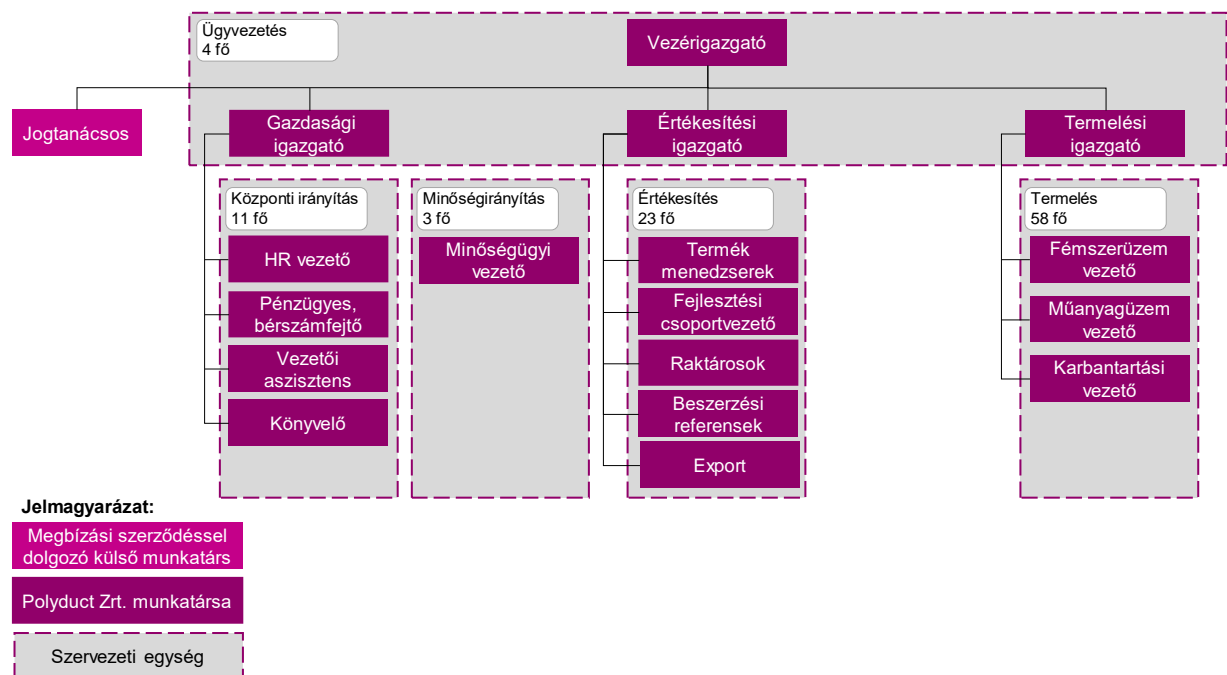 Ügyvezetés
4 fő
Vezérigazgató
Jogtanácsos
Gazdasági
igazgató
Értékesítési
igazgató
Termelési
igazgató
Központi irányítás
11 fő
HR vezető
Pénzügyes,
bérszámfejtő
Vezetői
aszisztens
Könyvelő
Minőségirányítás
3 fő
Minőségügyi
vezető
Értékesítés
23 fő
Termék
menedzserek
Fejlesztési
csoportvezető
Raktárosok
Beszerzési
referensek
Export
Termelés
58 fő
Fémszerüzem
vezető
Műanyagüzem
vezető
Karbantartási
vezető
Jelmagyarázat:
Megbízási szerződéssel
dolgozó külső munkatárs
Polyduct Zrt. munkatársa
Szervezeti egység